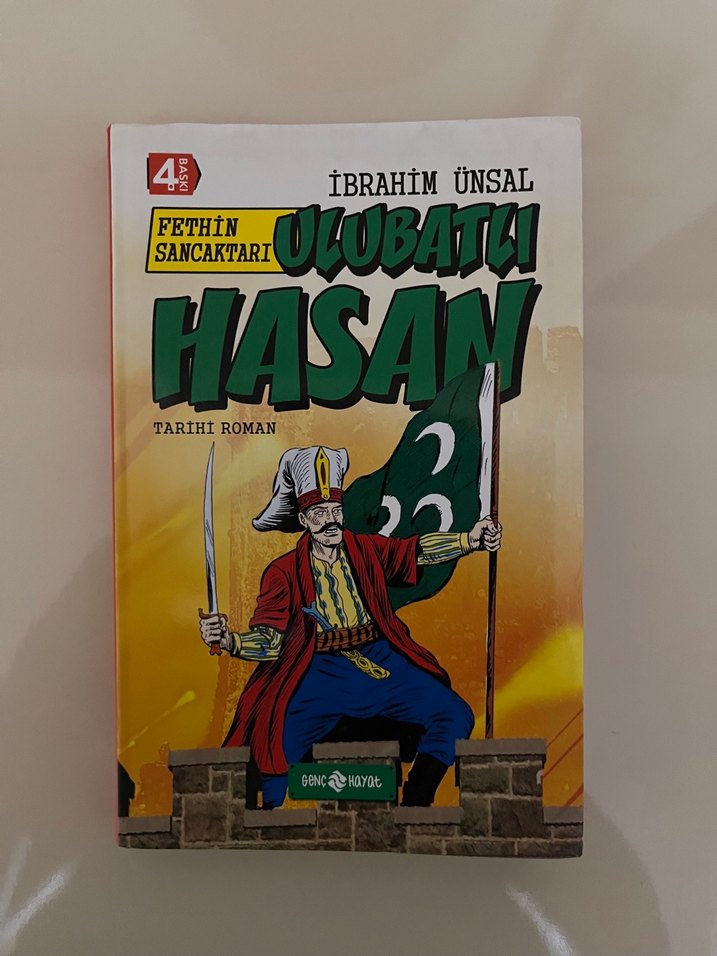 4.
BASKI
İBRAHİM ÜNSAL
FETHİN
SANCAKTARI
ULUBATLI
HASAN
TARİHİ ROMAN
GENÇ HAYAT